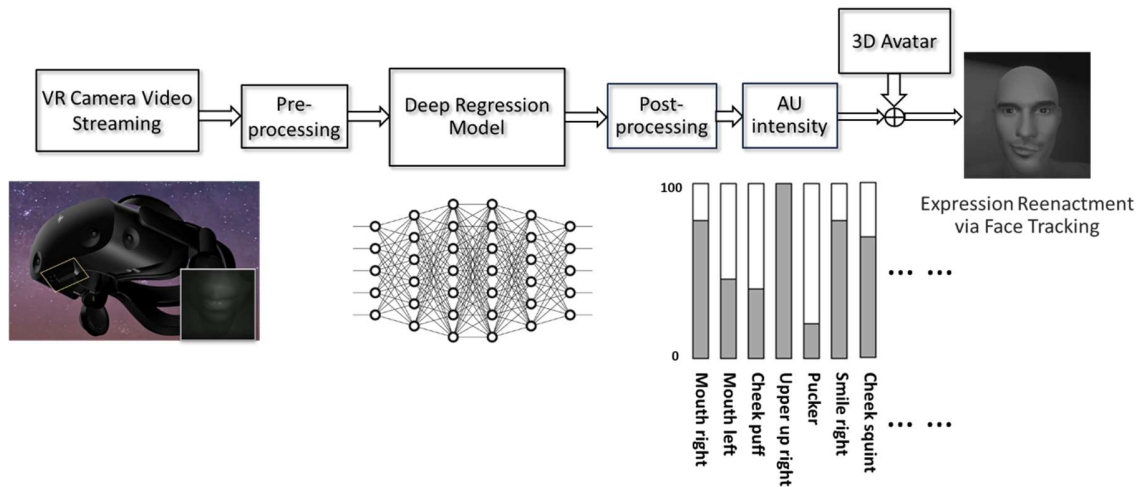 3D Avatar
VR Camera Video
Streaming
Pre-
processing
Deep Regression
Model
Post-
processing
AU
intensity
Expression Reenactment
via Face Tracking
100
0
Mouth right
Mouth left
Cheek puff
Upper up right
Pucker
Smile right
Cheek squint
... ...
... ...